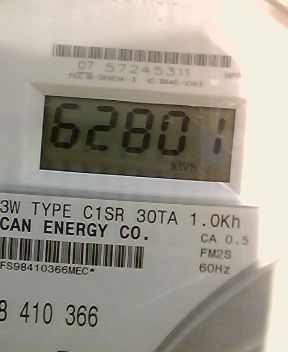 07 57245311
62801
kWh
3W TYPE C1SR 30TA 1.0Kh
CAN ENERGY CO.
CA 0.5
FM2S
60Hz
FS98410366MEC*
8 410 366